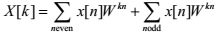 X[k] = ∑_{n even} x[n]W^{kn} + ∑_{n odd} x[n]W^{kn}